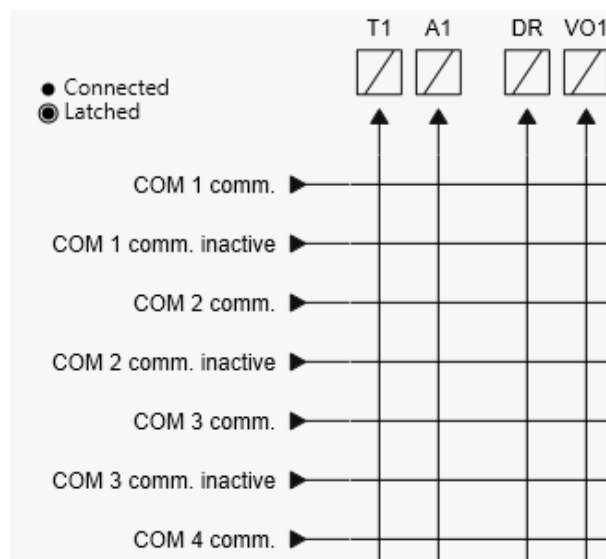 T1 A1 DR VO1
Connected
Latched
COM 1 comm.
COM 1 comm. inactive
COM 2 comm.
COM 2 comm. inactive
COM 3 comm.
COM 3 comm. inactive
COM 4 comm.